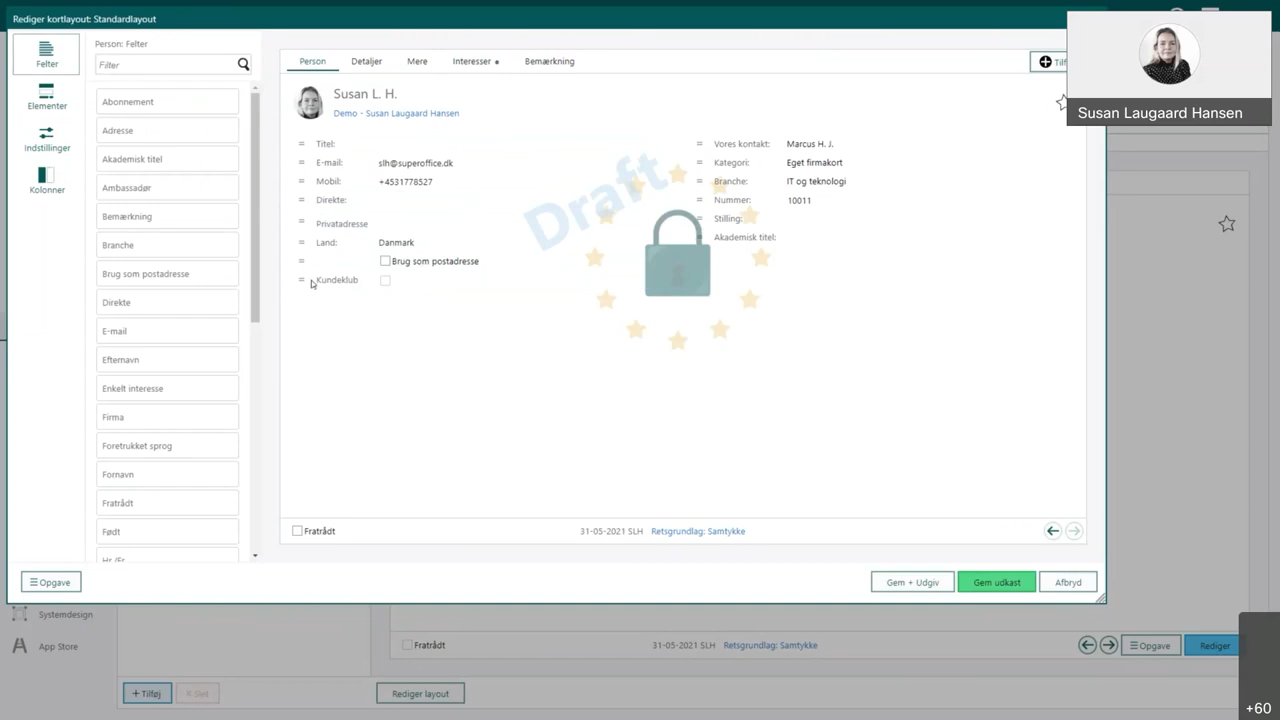 Rediger kortlayout: Standardlayout
Felter
Elementer
Indstillinger
Kolonner
Person: Felter
Filter
Abonnement
Adresse
Akademisk titel
Ambassadør
Bemærkning
Branche
Brug som postadresse
Direkte
E-mail
Efternavn
Enkelt interesse
Firma
Foretrukket sprog
Fornavn
Fratrådt
Født
Hr./Fr.
Person
Detaljer
Mere
Interesser
Bemærkning
Susan L. H.
Demo - Susan Laugaard Hansen
Titel:
E-mail: slh@superoffice.dk
Mobil: +4531778527
Direkte:
Privatadresse
Land: Danmark
Brug som postadresse
Kundeklub
Vores kontakt: Marcus H. J.
Kategori: Eget firmakort
Branche: IT og teknologi
Nummer: 10011
Stilling:
Akademisk titel:
Draft
Fratrådt
31-05-2021 SLH
Retsgrundlag: Samtykke
Opgave
Gem + Udgiv
Gem udkast
Afbryd
Susan Laugaard Hansen
Systemdesign
App Store
Fratrådt
31-05-2021 SLH
Retsgrundlag: Samtykke
Opgave
Rediger
+ Tilføj
Slet
Rediger layout
+60